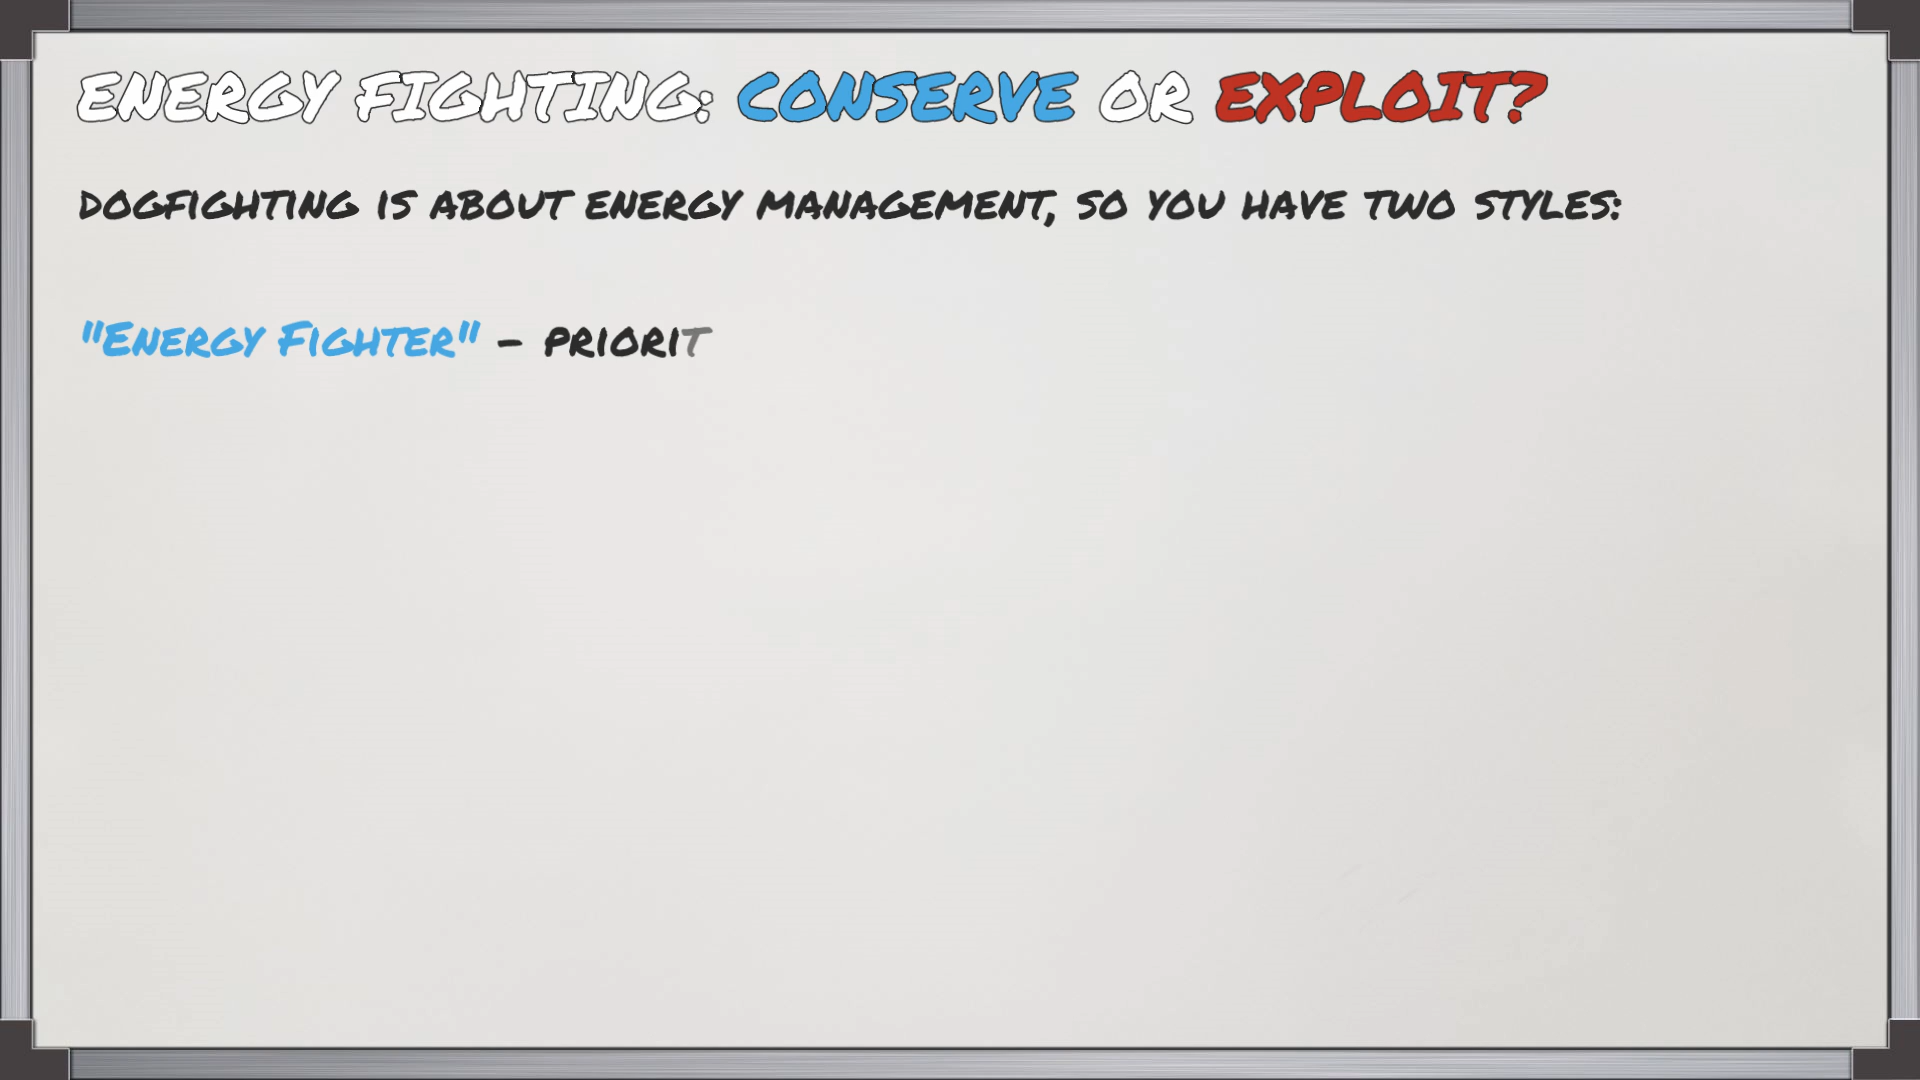 ENERGY FIGHTING: CONSERVE OR EXPLOIT?
DOGFIGHTING IS ABOUT ENERGY MANAGEMENT, SO YOU HAVE TWO STYLES:
"ENERGY FIGHTER" - PRIORIT